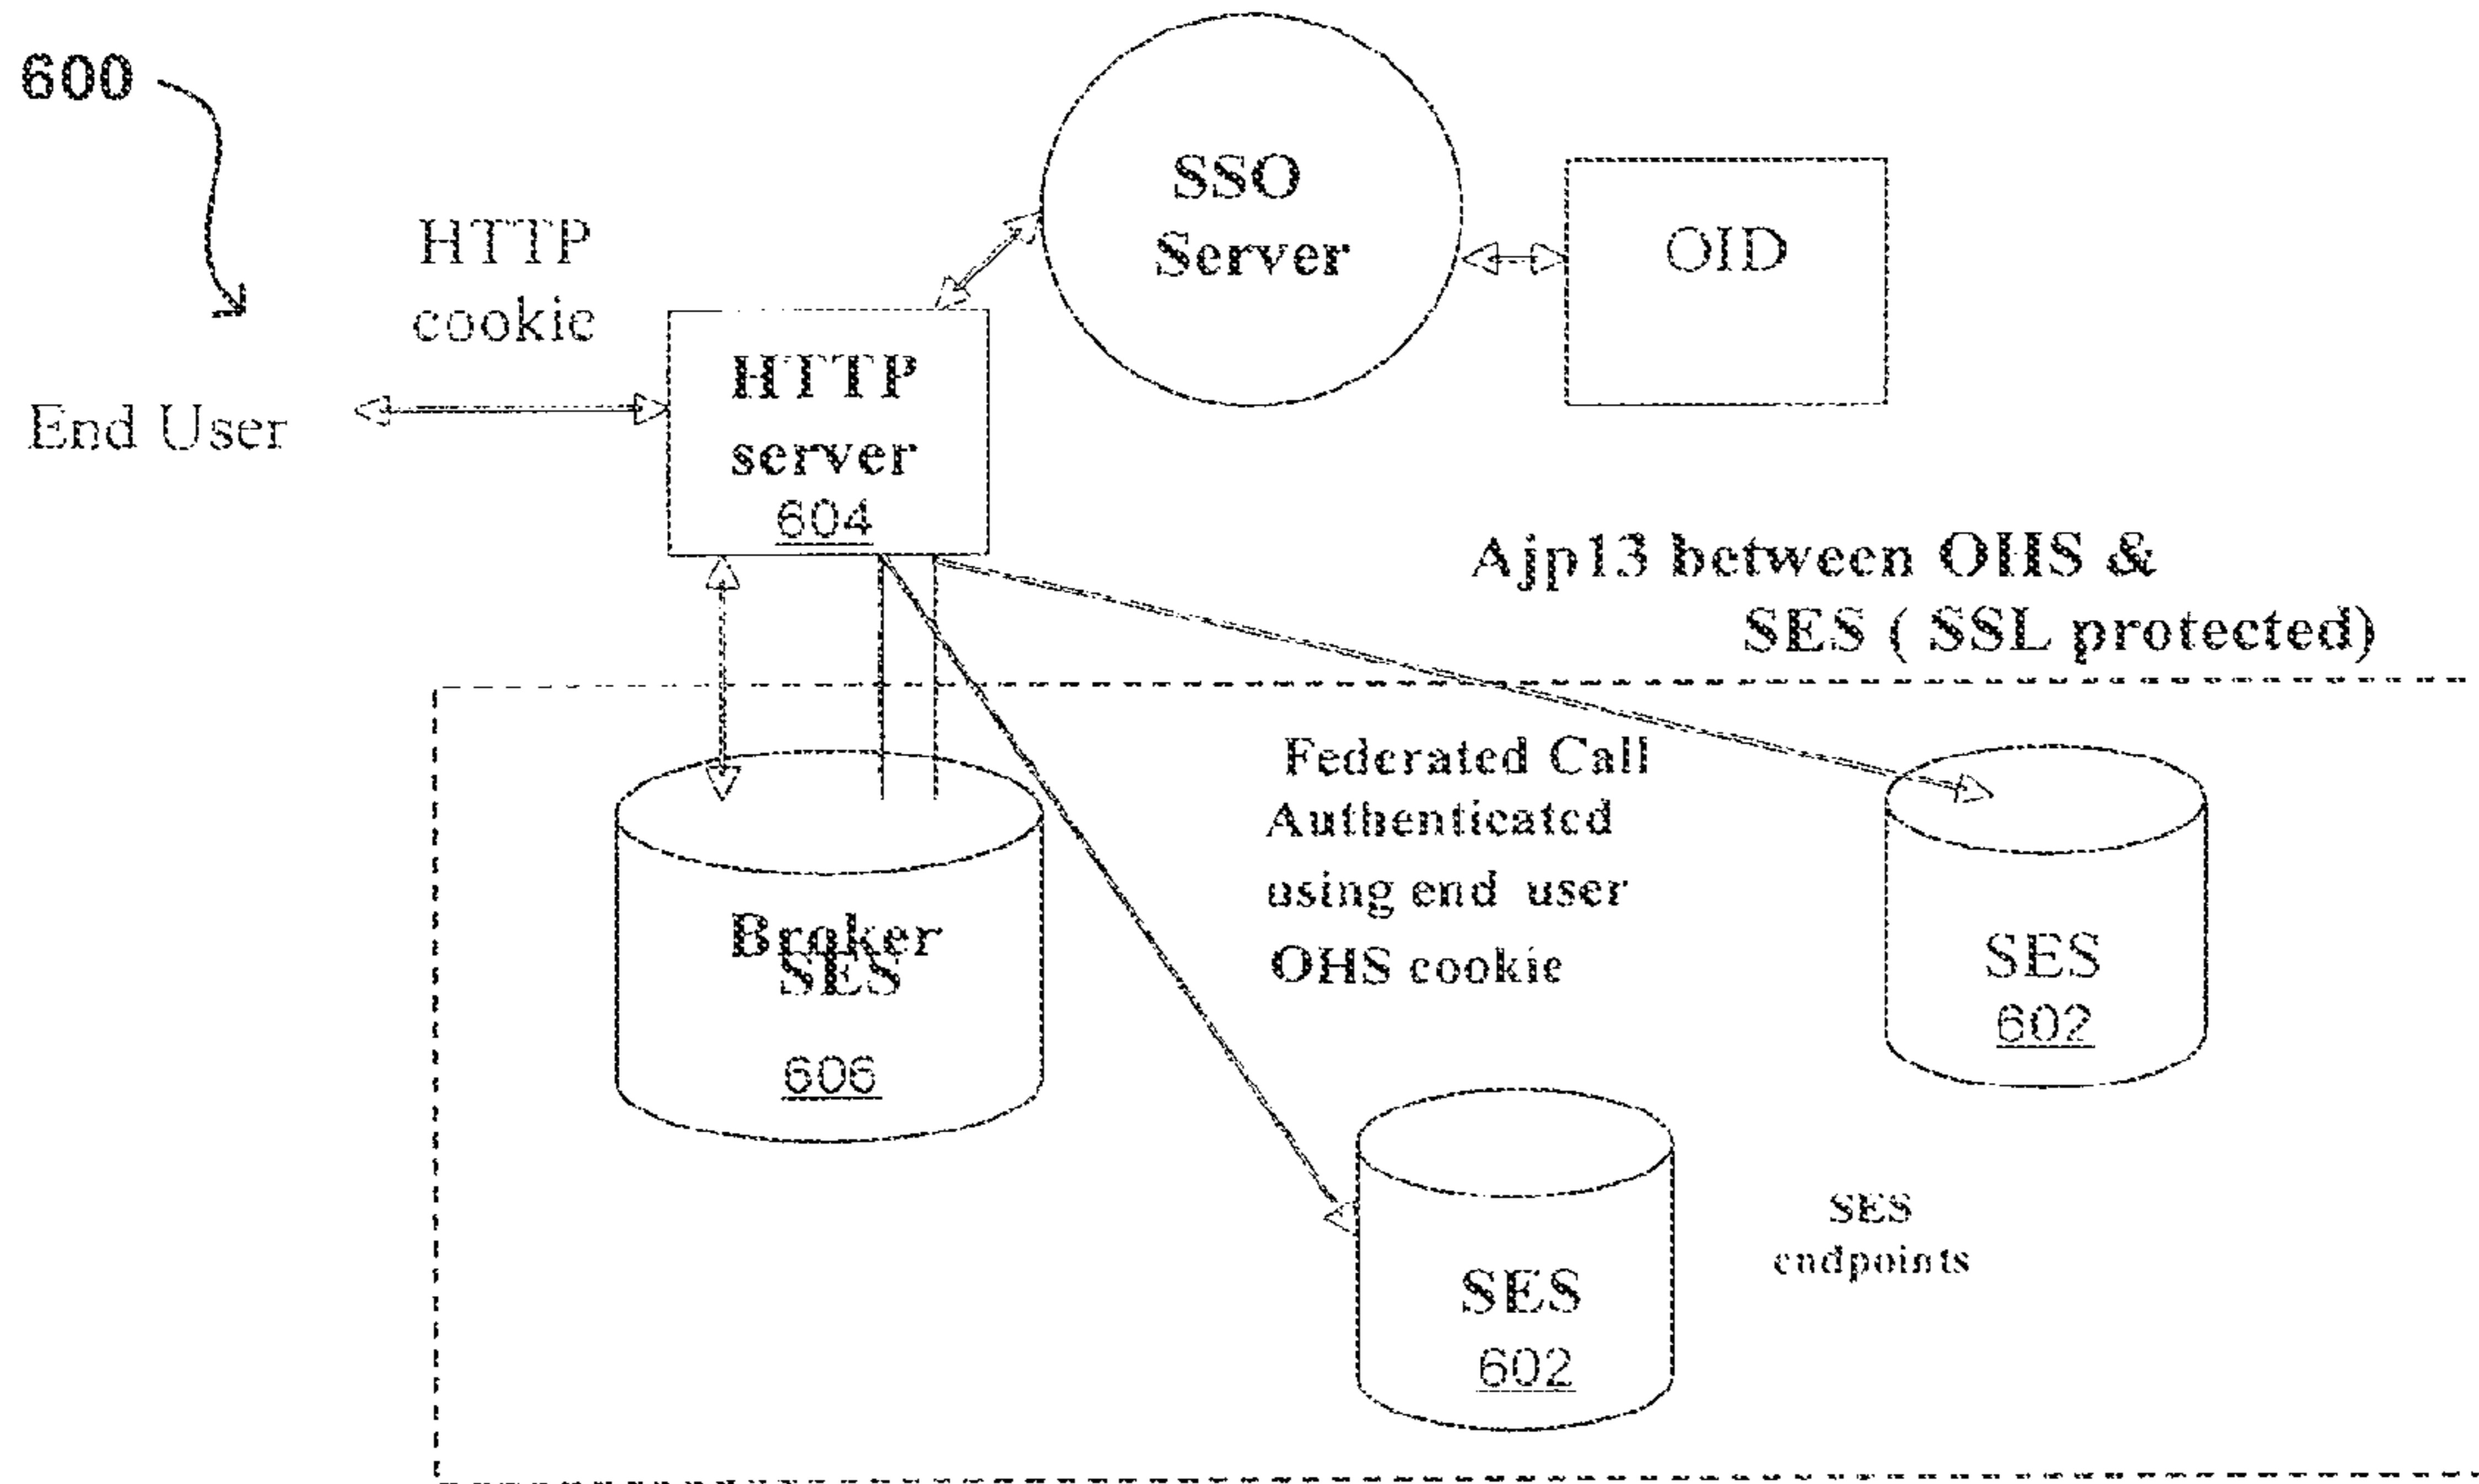 600
HTTP
cookie
End User
SSO
Server
OID
HTTP
server
604
Ajp13 between OHS &
SES ( SSL protected)
Federated Call
Authenticated
using end user
OHS cookie
Broker
SES
606
SES
602
SES
602
SES
endpoints